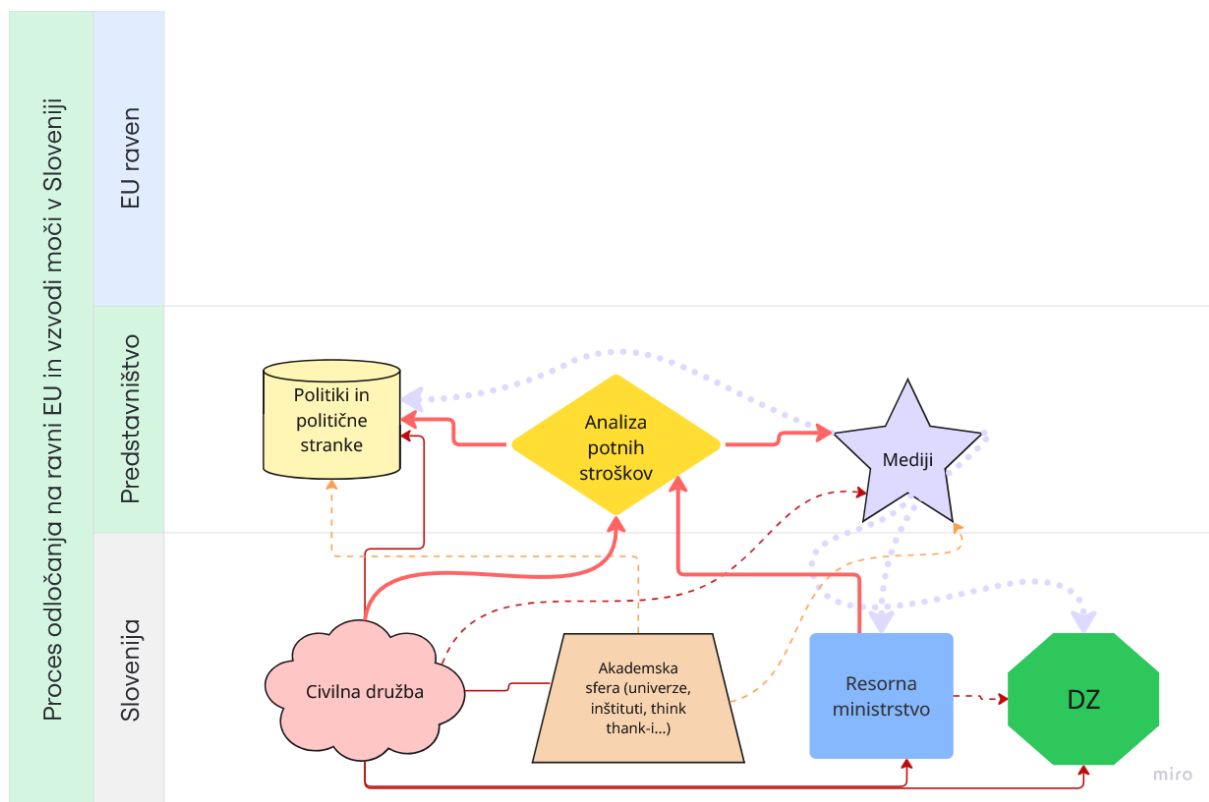 Proces odločanja na ravni EU in vzvodi moči v Sloveniji
EU raven
Predstavništvo
Politiki in
politične
stranke
Analiza
potnih
stroškov
Mediji
Slovenija
Civilna družba
Akademska
sfera (univerze,
inštituti, think
thank-i...)
Resorna
ministrstvo
DZ
miro